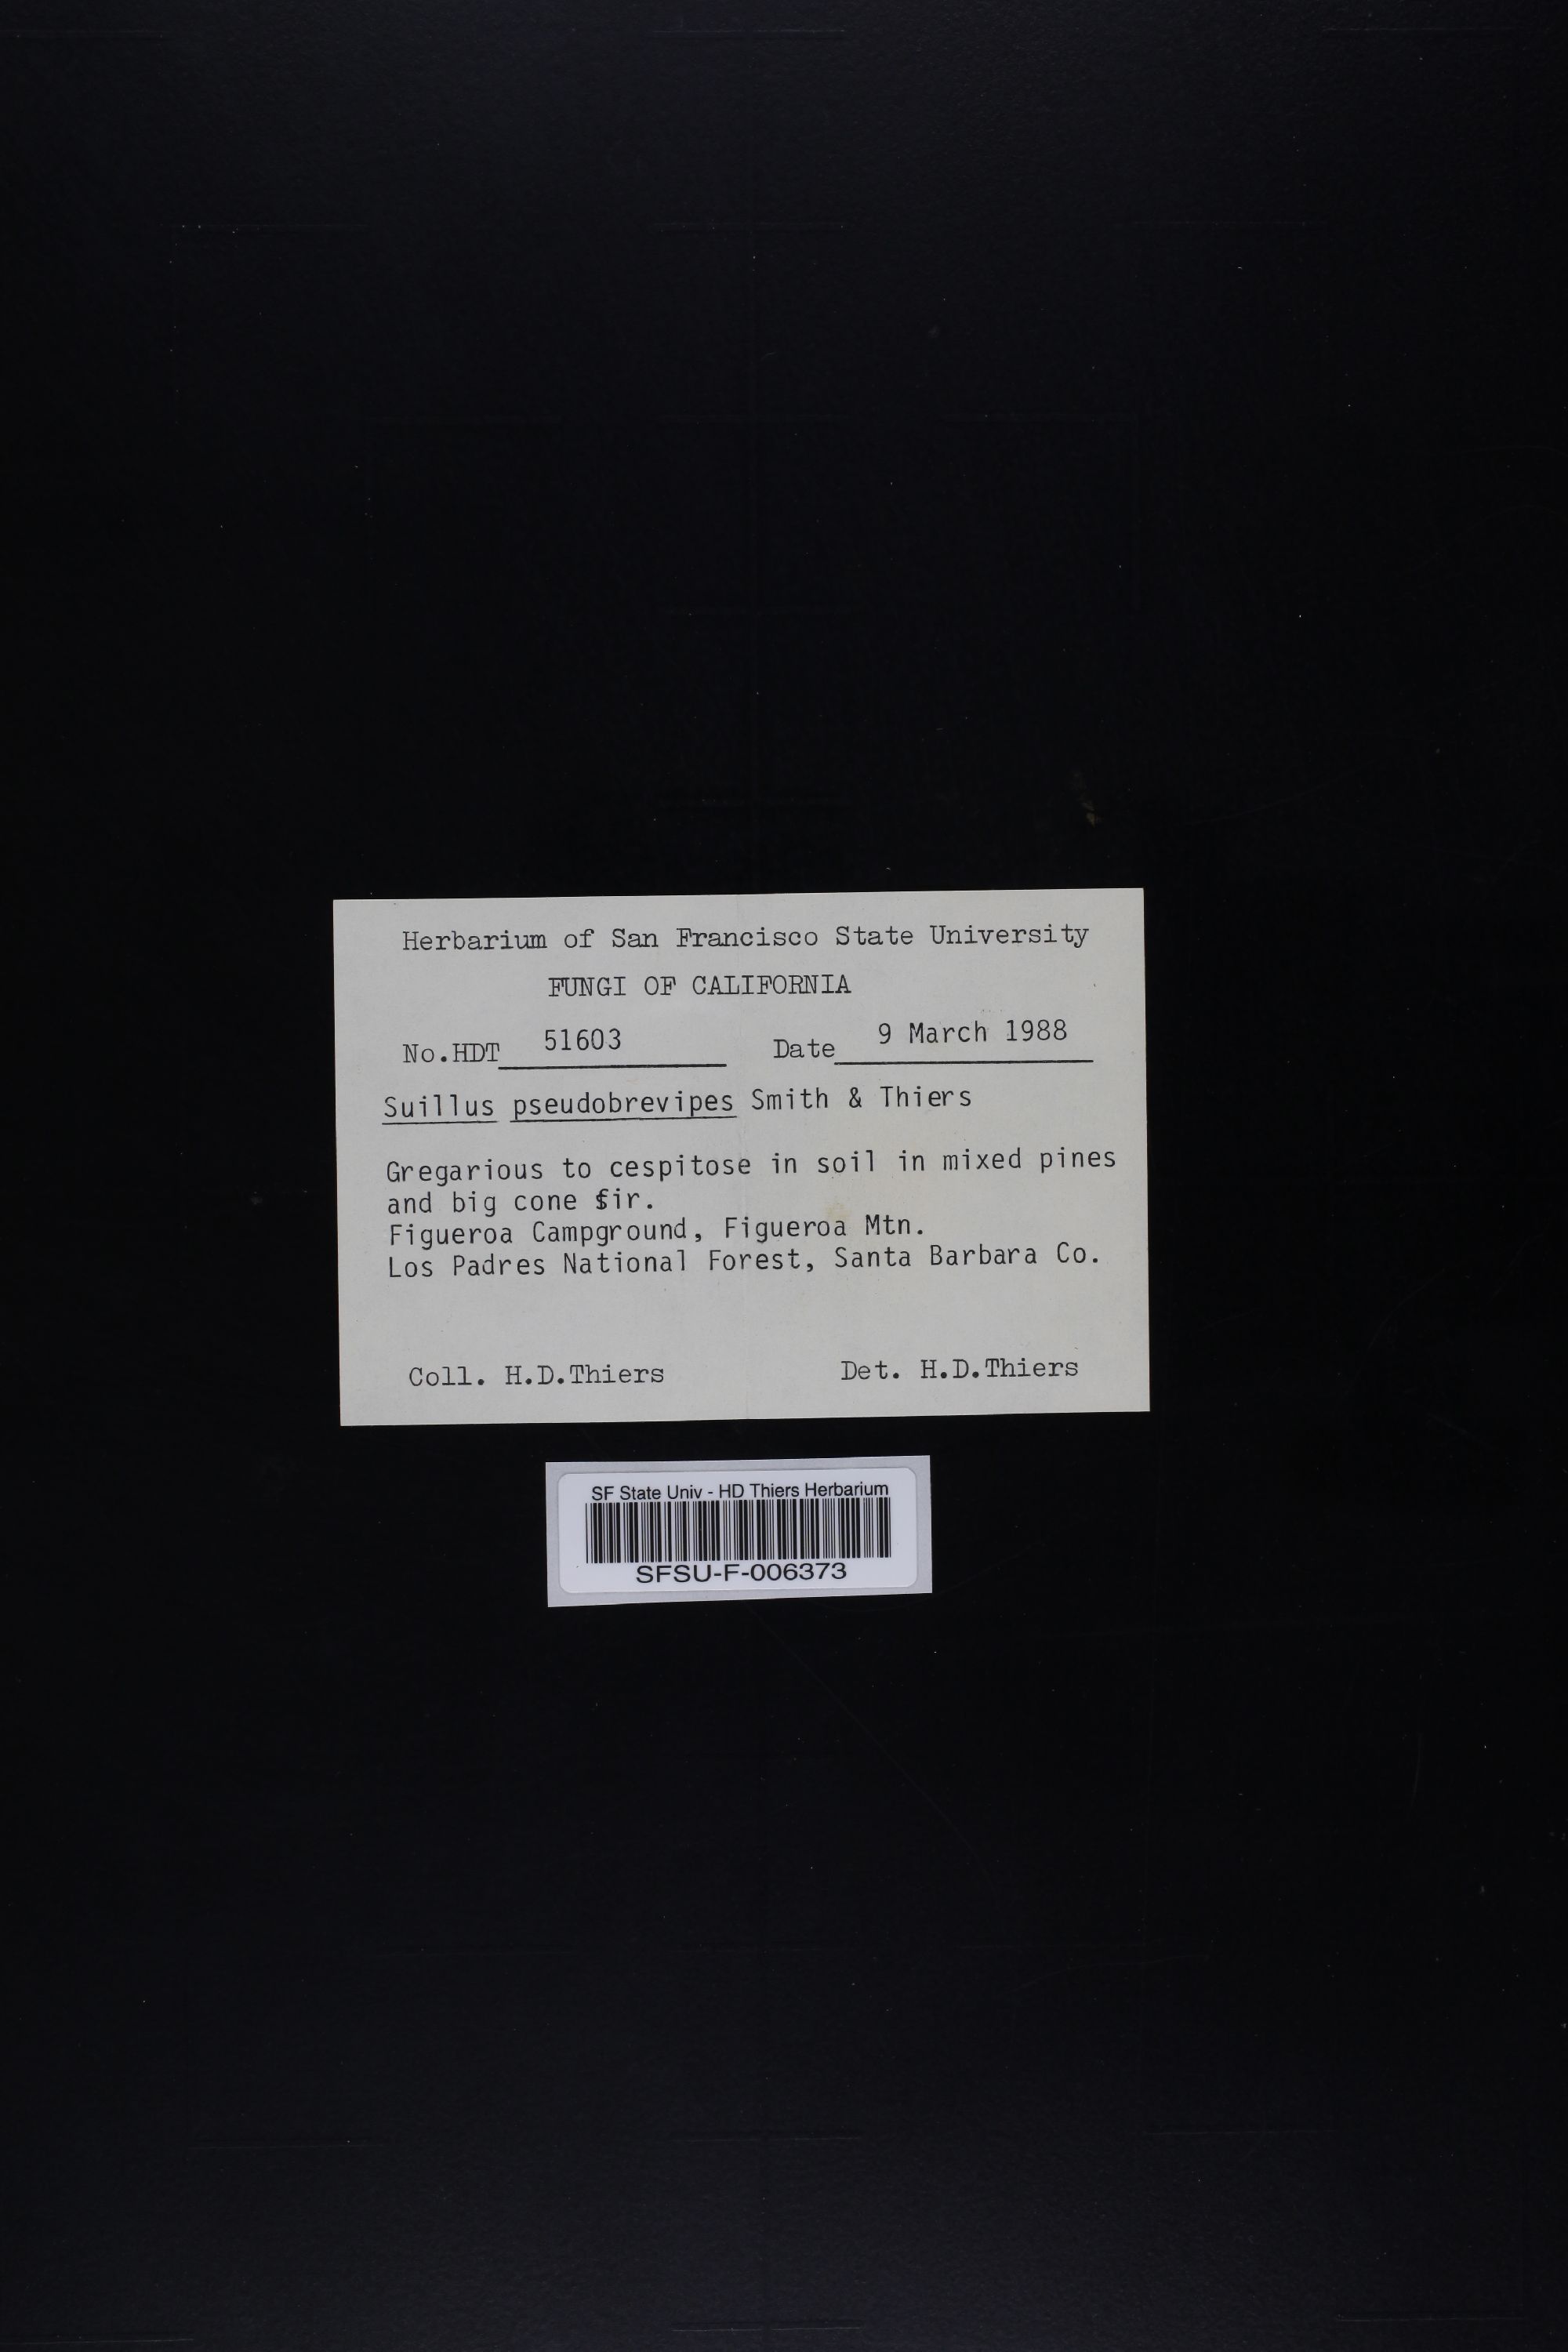 Herbarium of San Francisco State University
FUNGI OF CALIFORNIA
No.HDT 51603 Date 9 March 1988
Suillus pseudobrevipes Smith & Thiers
Gregarious to cespitose in soil in mixed pines
and big cone fir.
Figueroa Campground, Figueroa Mtn.
Los Padres National Forest, Santa Barbara Co.
Coll. H.D.Thiers Det. H.D.Thiers
SF State Univ - HD Thiers Herbarium
SFSU-F-006373